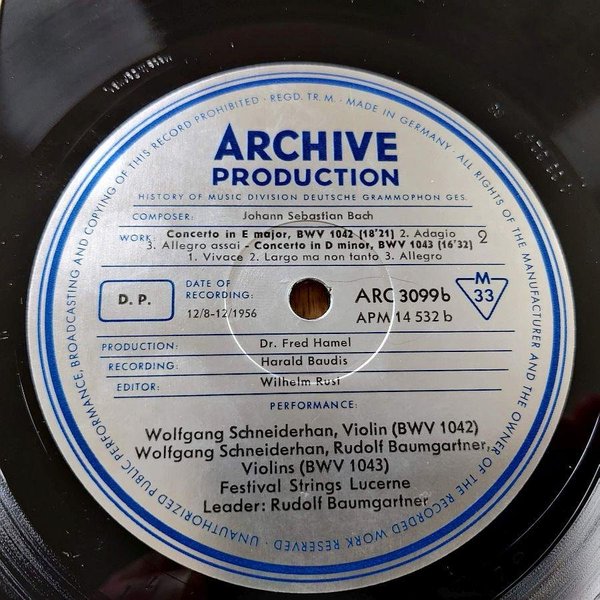 UNAUTHORIZED PUBLIC PERFORMANCE, BROADCASTING AND COPYING OF THIS RECORD PROHIBITED · REGD. TR. M. · MADE IN GERMANY · ALL RIGHTS OF THE MANUFACTURER AND THE OWNER OF THE RECORDED WORK RESERVED ·
ARCHIVE
PRODUCTION
HISTORY OF MUSIC DIVISION DEUTSCHE GRAMMOPHON GES.
COMPOSER: Johann Sebastian Bach
WORK: Concerto in E major, BWV 1042 (18'21) 2. Adagio 2
3. Allegro assai - Concerto in D minor, BWV 1043 (16'32)
1. Vivace 2. Largo ma non tanto 3. Allegro
D. P.
DATE OF
RECORDING:
12/8-12/1956
ARC 3099 b
APM 14 532 b
M
33
PRODUCTION: Dr. Fred Hamel
RECORDING: Harald Baudis
EDITOR: Wilhelm Rust
PERFORMANCE:
Wolfgang Schneiderhan, Violin (BWV 1042)
Wolfgang Schneiderhan, Rudolf Baumgartner,
Violins (BWV 1043)
Festival Strings Lucerne
Leader: Rudolf Baumgartner